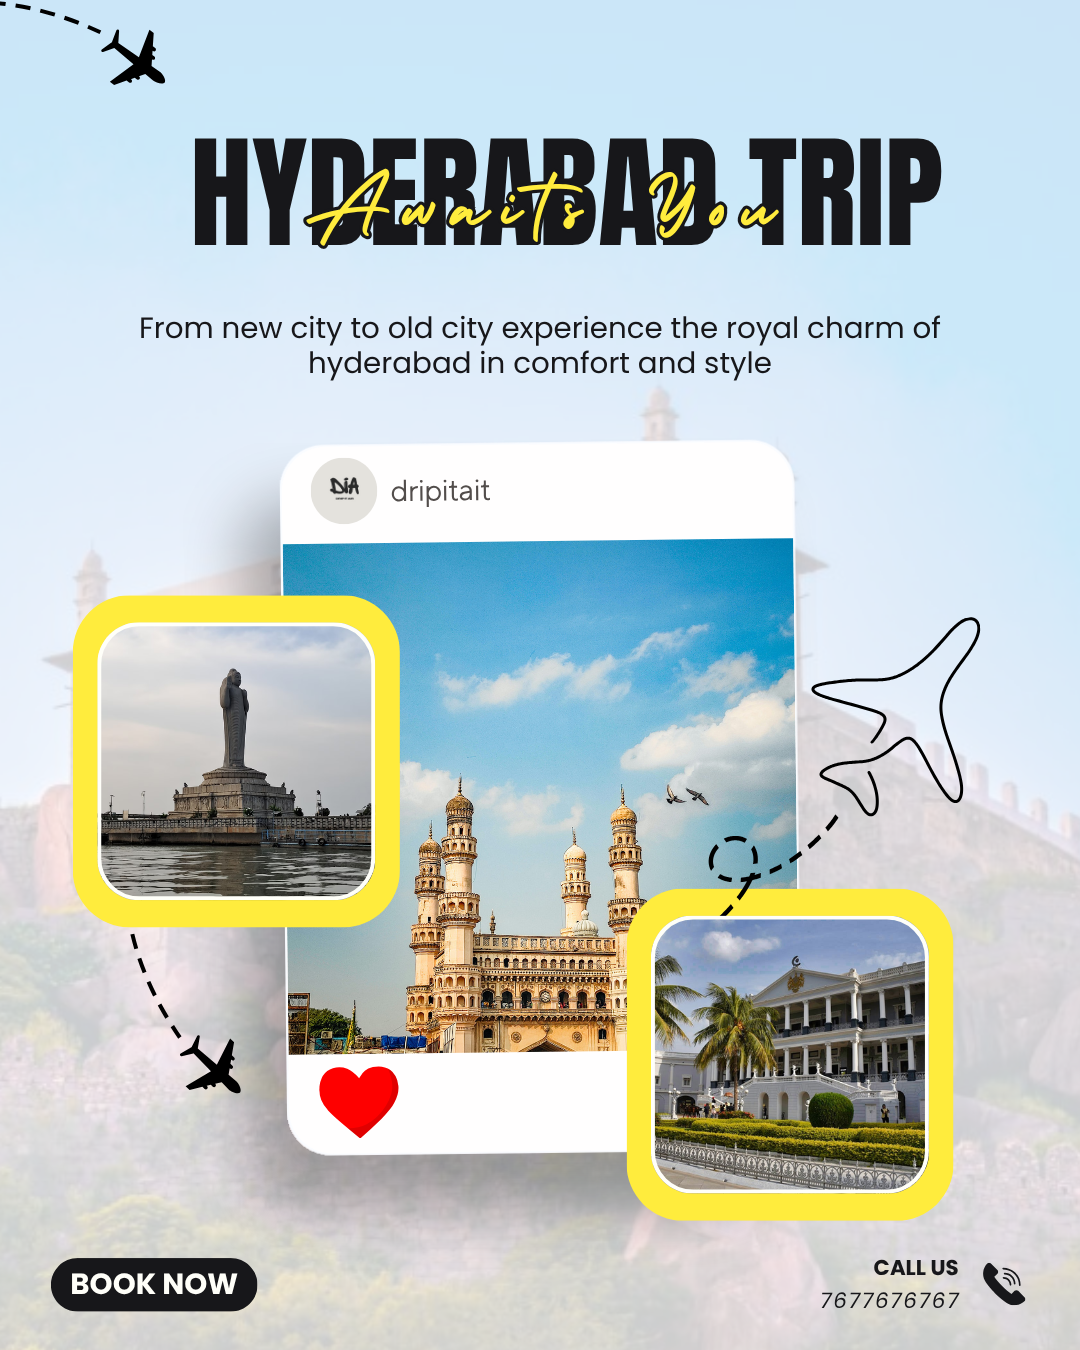 HYDERABAD TRIP
Awaits You
From new city to old city experience the royal charm of
hyderabad in comfort and style
DiA
dripitait
BOOK NOW
CALL US
7677676767